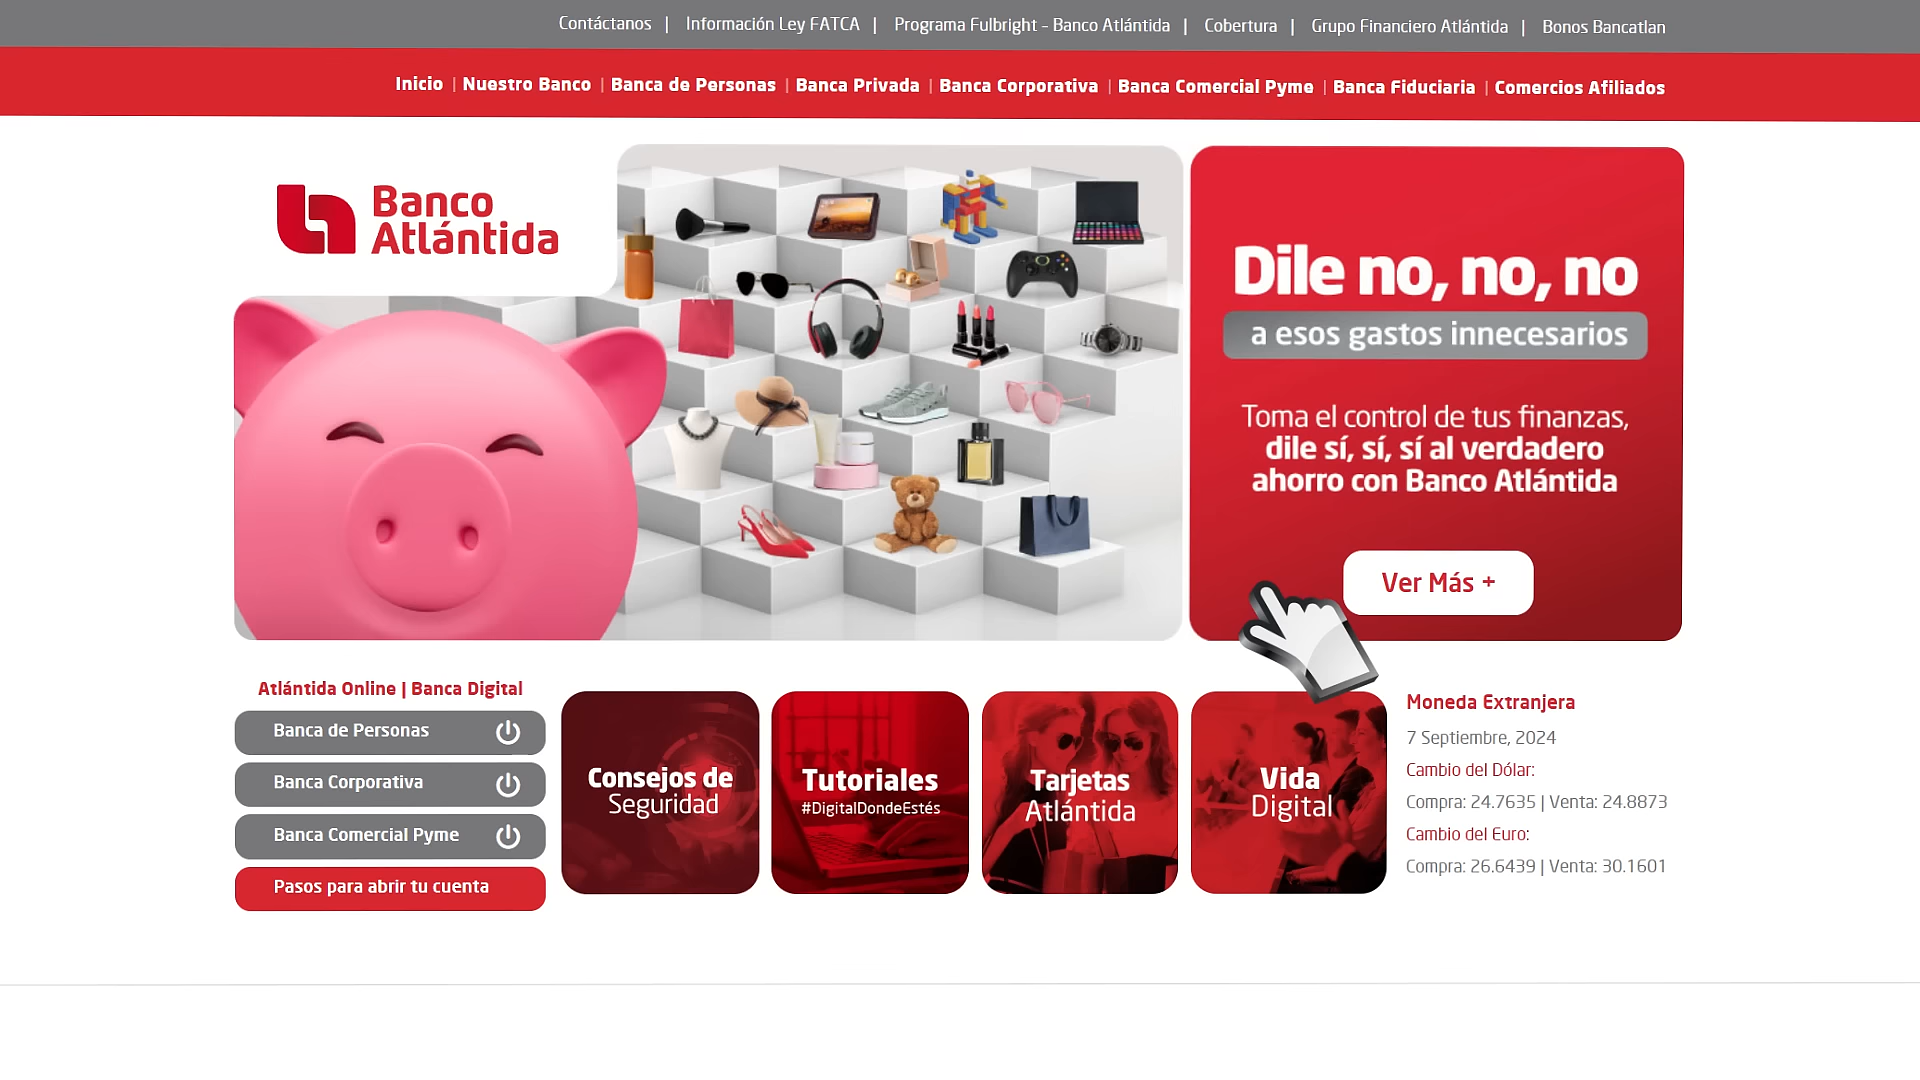 Contáctanos | Información Ley FATCA | Programa Fulbright - Banco Atlántida | Cobertura | Grupo Financiero Atlántida | Bonos Bancatlan
Inicio | Nuestro Banco | Banca de Personas | Banca Privada | Banca Corporativa | Banca Comercial Pyme | Banca Fiduciaria | Comercios Afiliados
Banco
Atlántida
Dile no, no, no
a esos gastos innecesarios
Toma el control de tus finanzas,
dile sí, sí, sí al verdadero
ahorro con Banco Atlántida
Ver Más +
Atlántida Online | Banca Digital
Banca de Personas
Banca Corporativa
Banca Comercial Pyme
Pasos para abrir tu cuenta
Consejos de
Seguridad
Tutoriales
#DigitalDondeEstés
Tarjetas
Atlántida
Vida
Digital
Moneda Extranjera
7 Septiembre, 2024
Cambio del Dólar:
Compra: 24.7635 | Venta: 24.8873
Cambio del Euro:
Compra: 26.6439 | Venta: 30.1601